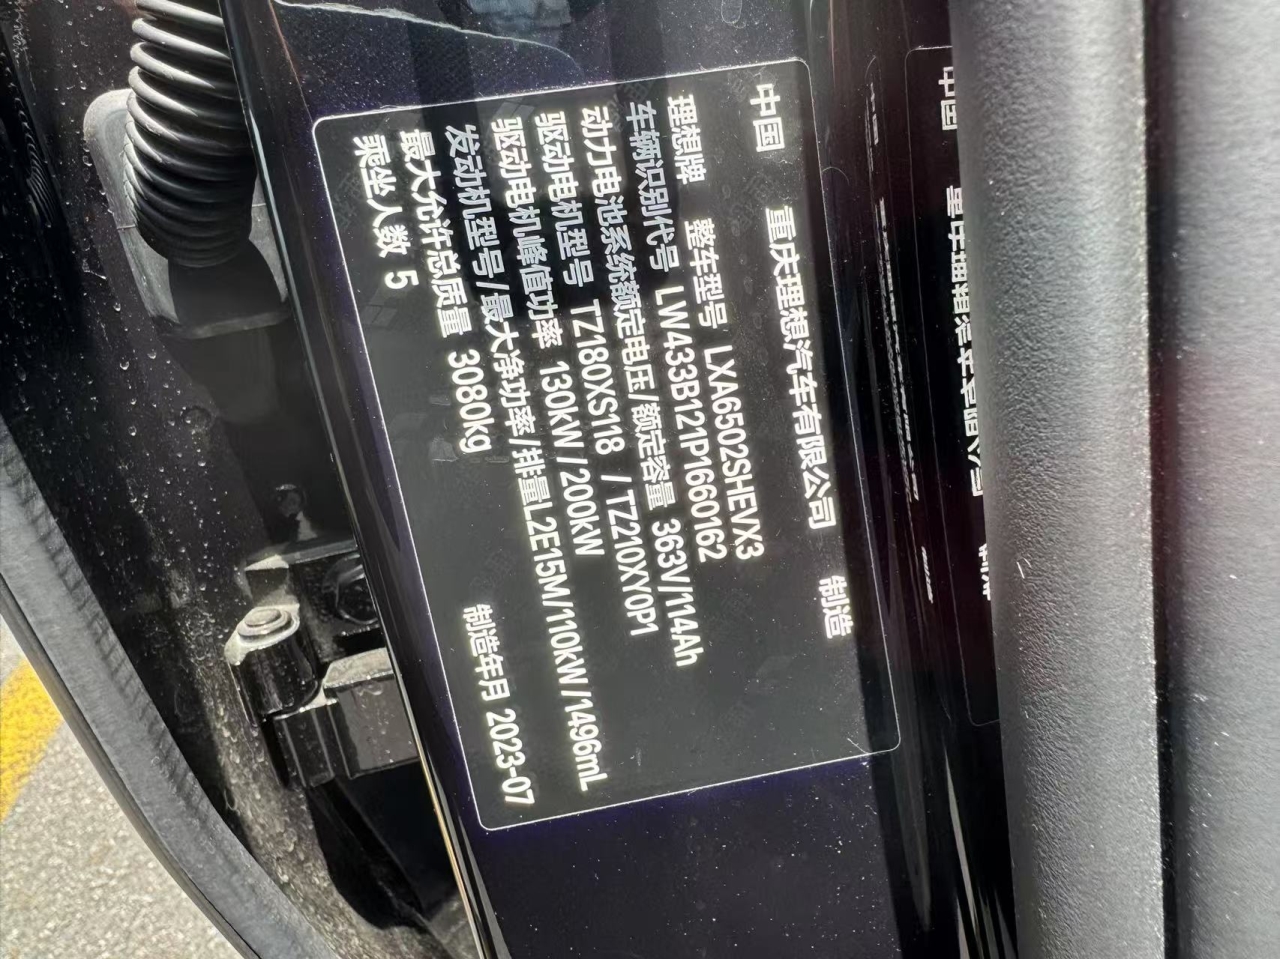 中国 重庆理想汽车有限公司 制造
理想牌 整车型号 LXA6502SHEVX3
车辆识别代号 LW433B121P1660162
动力电池系统额定电压/额定容量 363V/114Ah
驱动电机型号 TZ180XS118 / TZ210XY0P1
驱动电机峰值功率 130kW/200kW
发动机型号/最大净功率/排量L2E15M/110kW/1496mL
最大允许总质量 3080kg
乘坐人数 5 制造年月 2023-07